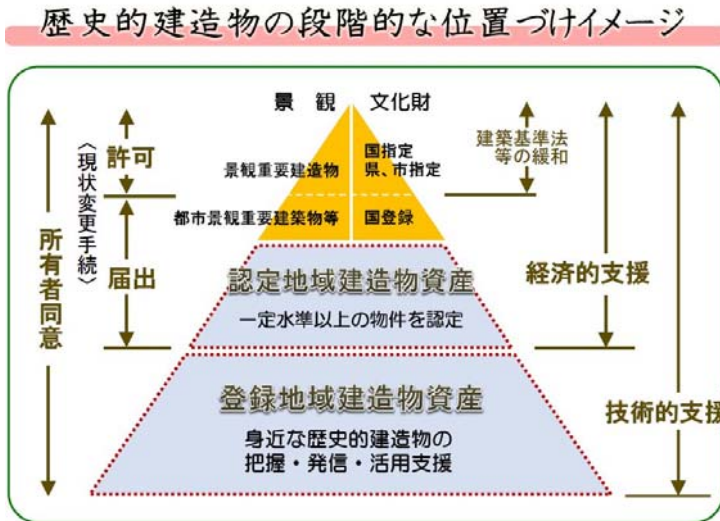 歴史的建造物の段階的な位置づけイメージ
景観 文化財
所有者同意
〈現状変更手続〉
許可
届出
景観重要建造物
国指定
県、市指定
都市景観重要建築物等
国登録
建築基準法
等の緩和
経済的支援
技術的支援
認定地域建造物資産
一定水準以上の物件を認定
登録地域建造物資産
身近な歴史的建造物の
把握・発信・活用支援